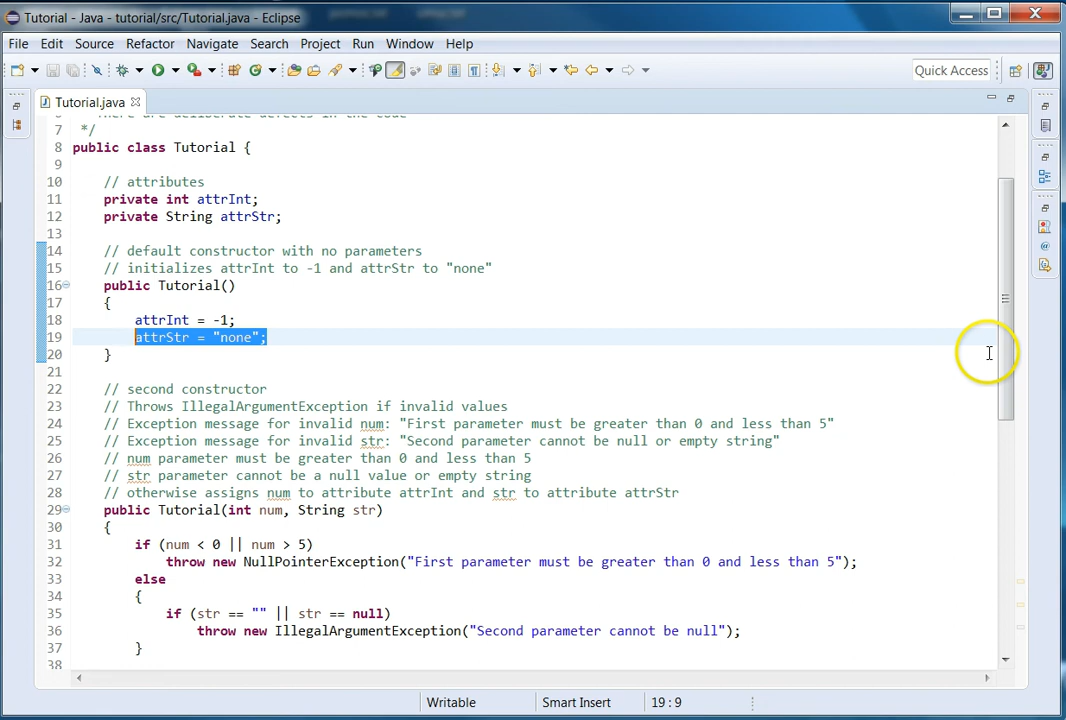 Tutorial - Java - tutorial/src/Tutorial.java - Eclipse
File Edit Source Refactor Navigate Search Project Run Window Help
Quick Access
Tutorial.java
There are deliberate defects in the code
7 */
8 public class Tutorial {
9
10 // attributes
11 private int attrInt;
12 private String attrStr;
13
14 // default constructor with no parameters
15 // initializes attrInt to -1 and attrStr to "none"
16 public Tutorial()
17 {
18 attrInt = -1;
19 attrStr = "none";
20 }
21
22 // second constructor
23 // Throws IllegalArgumentException if invalid values
24 // Exception message for invalid num: "First parameter must be greater than 0 and less than 5"
25 // Exception message for invalid str: "Second parameter cannot be null or empty string"
26 // num parameter must be greater than 0 and less than 5
27 // str parameter cannot be a null value or empty string
28 // otherwise assigns num to attribute attrInt and str to attribute attrStr
29 public Tutorial(int num, String str)
30 {
31 if (num < 0 || num > 5)
32 throw new NullPointerException("First parameter must be greater than 0 and less than 5");
33 else
34 {
35 if (str == "" || str == null)
36 throw new IllegalArgumentException("Second parameter cannot be null");
37 }
38
Writable Smart Insert 19 : 9